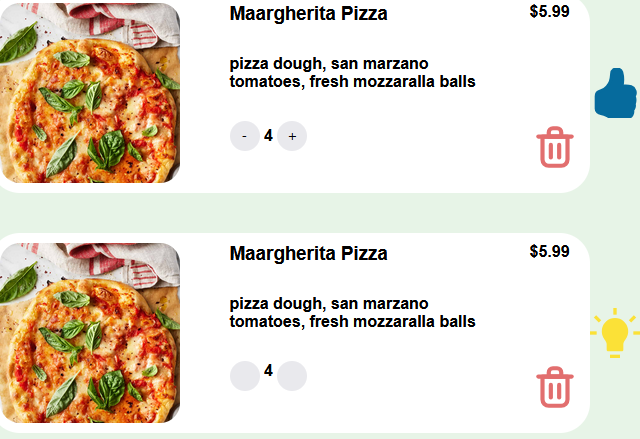 Maargherita Pizza $5.99
pizza dough, san marzano
tomatoes, fresh mozzaralla balls
- 4 +
Maargherita Pizza $5.99
pizza dough, san marzano
tomatoes, fresh mozzaralla balls
4